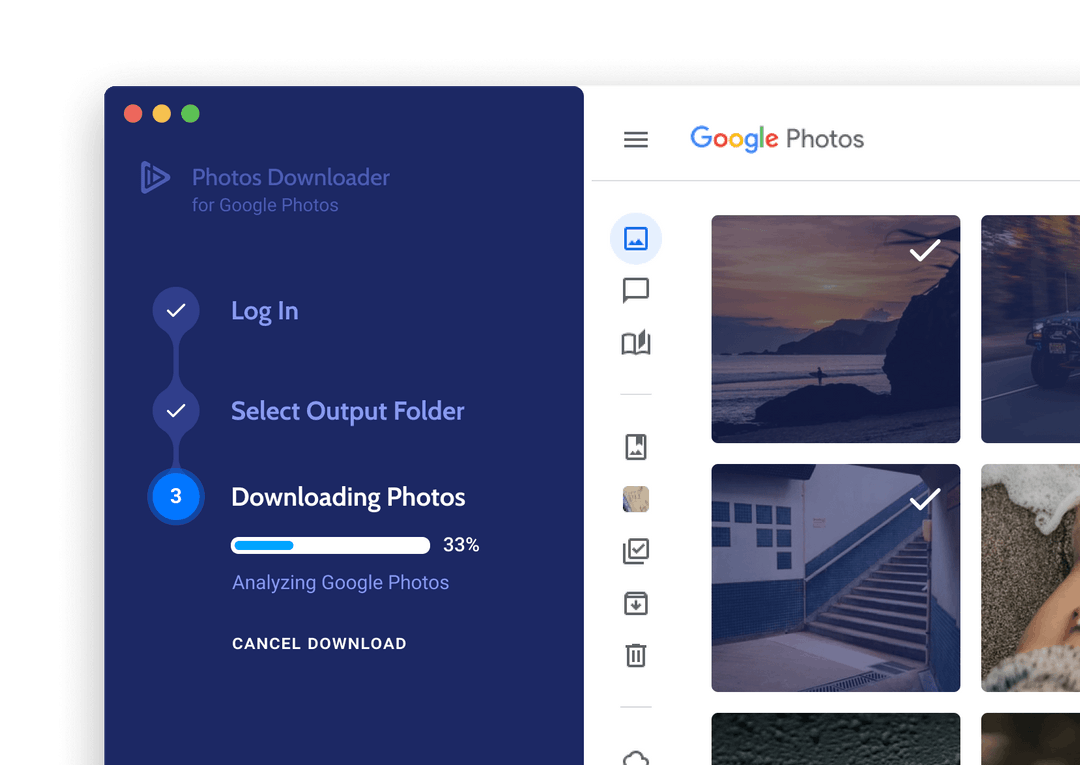 Photos Downloader
for Google Photos
Log In
Select Output Folder
3
Downloading Photos
33%
Analyzing Google Photos
CANCEL DOWNLOAD
Google Photos